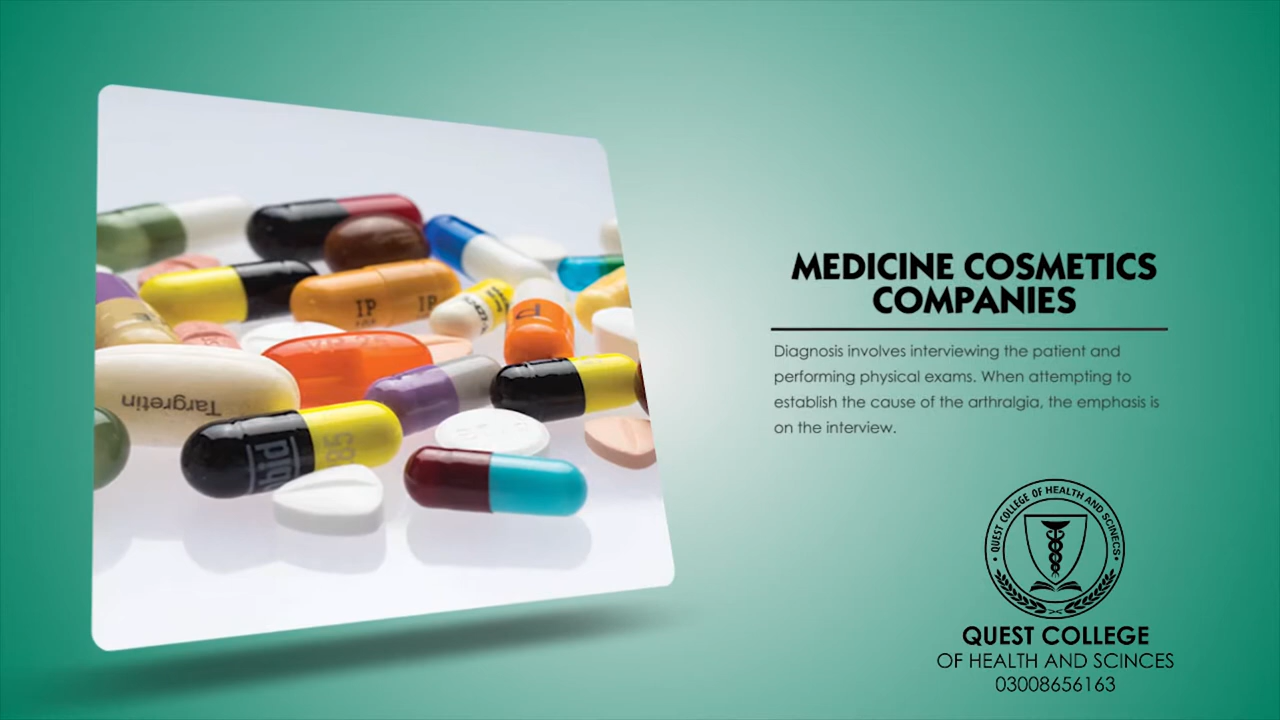 MEDICINE COSMETICS
COMPANIES
Diagnosis involves interviewing the patient and
performing physical exams. When attempting to
establish the cause of the arthralgia, the emphasis is
on the interview.
IP
IP
Targretin
QUEST COLLEGE OF HEALTH AND SCINECS
QUEST COLLEGE
OF HEALTH AND SCINCES
03008656163